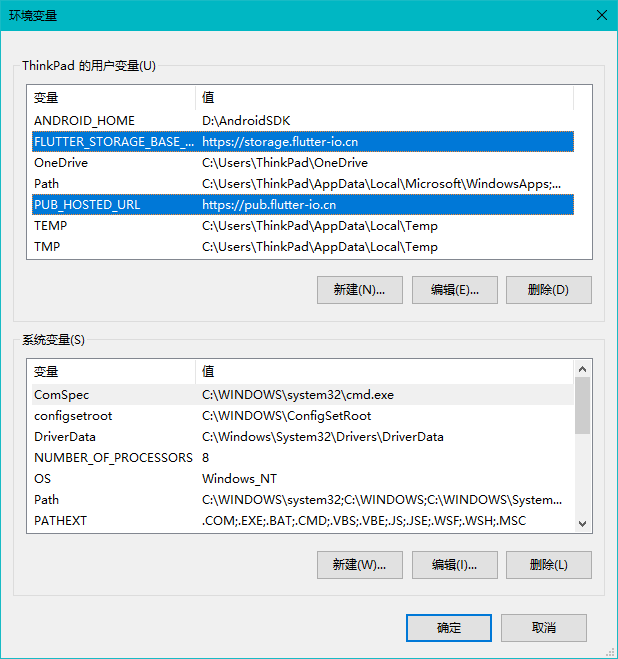 环境变量
ThinkPad 的用户变量(U)
变量 值
ANDROID_HOME D:\AndroidSDK
FLUTTER_STORAGE_BASE_... https://storage.flutter-io.cn
OneDrive C:\Users\ThinkPad\OneDrive
Path C:\Users\ThinkPad\AppData\Local\Microsoft\WindowsApps;...
PUB_HOSTED_URL https://pub.flutter-io.cn
TEMP C:\Users\ThinkPad\AppData\Local\Temp
TMP C:\Users\ThinkPad\AppData\Local\Temp
新建(N)... 编辑(E)... 删除(D)
系统变量(S)
变量 值
ComSpec C:\WINDOWS\system32\cmd.exe
configsetroot C:\WINDOWS\ConfigSetRoot
DriverData C:\Windows\System32\Drivers\DriverData
NUMBER_OF_PROCESSORS 8
OS Windows_NT
Path C:\WINDOWS\system32;C:\WINDOWS;C:\WINDOWS\System...
PATHEXT .COM;.EXE;.BAT;.CMD;.VBS;.VBE;.JS;.JSE;.WSF;.WSH;.MSC
新建(W)... 编辑(I)... 删除(L)
确定 取消